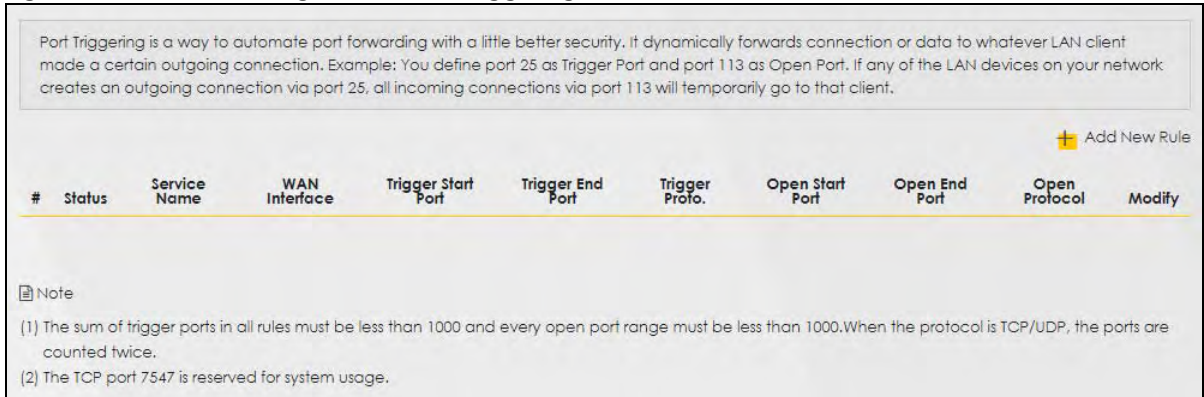 Port Triggering is a way to automate port forwarding with a little better security. It dynamically forwards connection or data to whatever LAN client
made a certain outgoing connection. Example: You define port 25 as Trigger Port and port 113 as Open Port. If any of the LAN devices on your network
creates an outgoing connection via port 25, all incoming connections via port 113 will temporarily go to that client.
Add New Rule
# Status Service Name WAN Interface Trigger Start Port Trigger End Port Trigger Proto. Open Start Port Open End Port Open Protocol Modify
Note
(1) The sum of trigger ports in all rules must be less than 1000 and every open port range must be less than 1000.When the protocol is TCP/UDP, the ports are
counted twice.
(2) The TCP port 7547 is reserved for system usage.